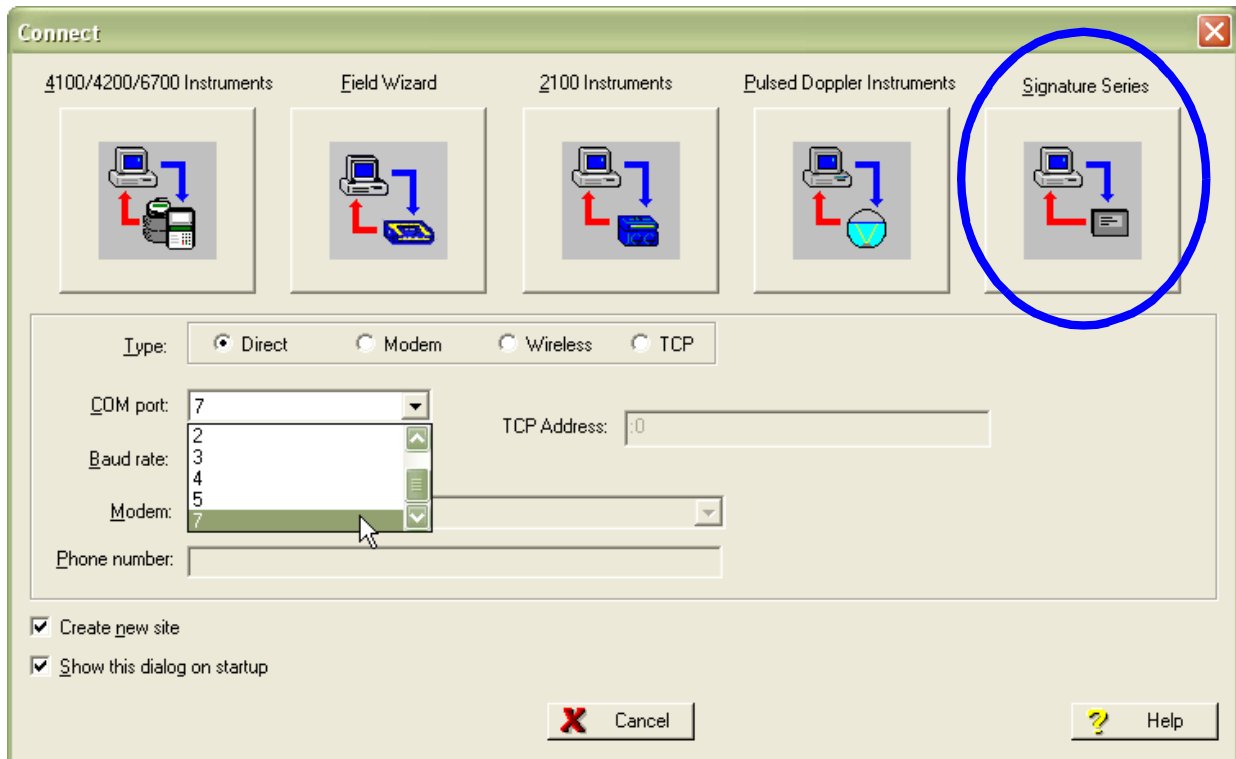 Connect
4100/4200/6700 Instruments
Field Wizard
2100 Instruments
Pulsed Doppler Instruments
Signature Series
Type:
Direct
Modem
Wireless
TCP
COM port:
7
2
3
4
5
7
TCP Address:
:0
Baud rate:
Modem:
Phone number:
Create new site
Show this dialog on startup
Cancel
Help